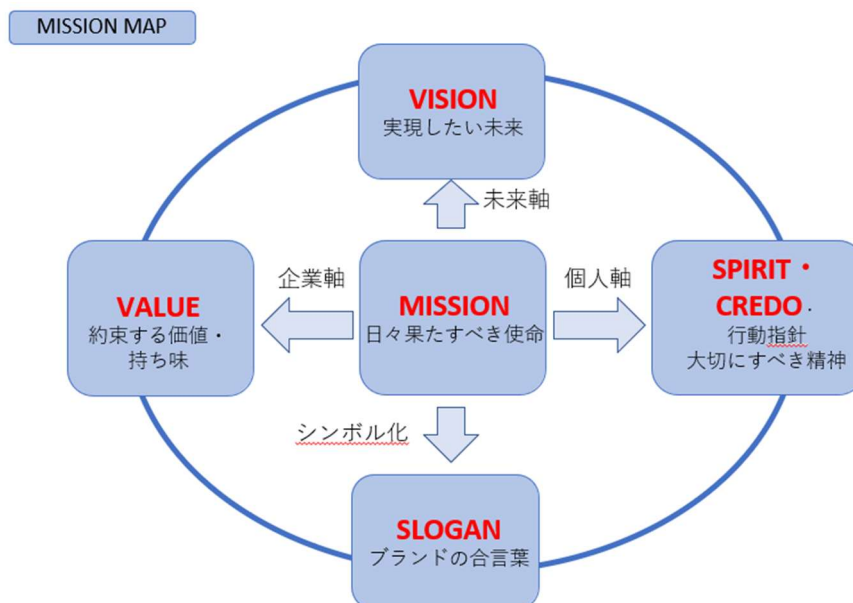 MISSION MAP
VISION
実現したい未来
未来軸
企業軸
個人軸
VALUE
約束する価値・
持ち味
MISSION
日々果たすべき使命
SPIRIT・
CREDO・
行動指針
大切にすべき精神
シンボル化
SLOGAN
ブランドの合言葉